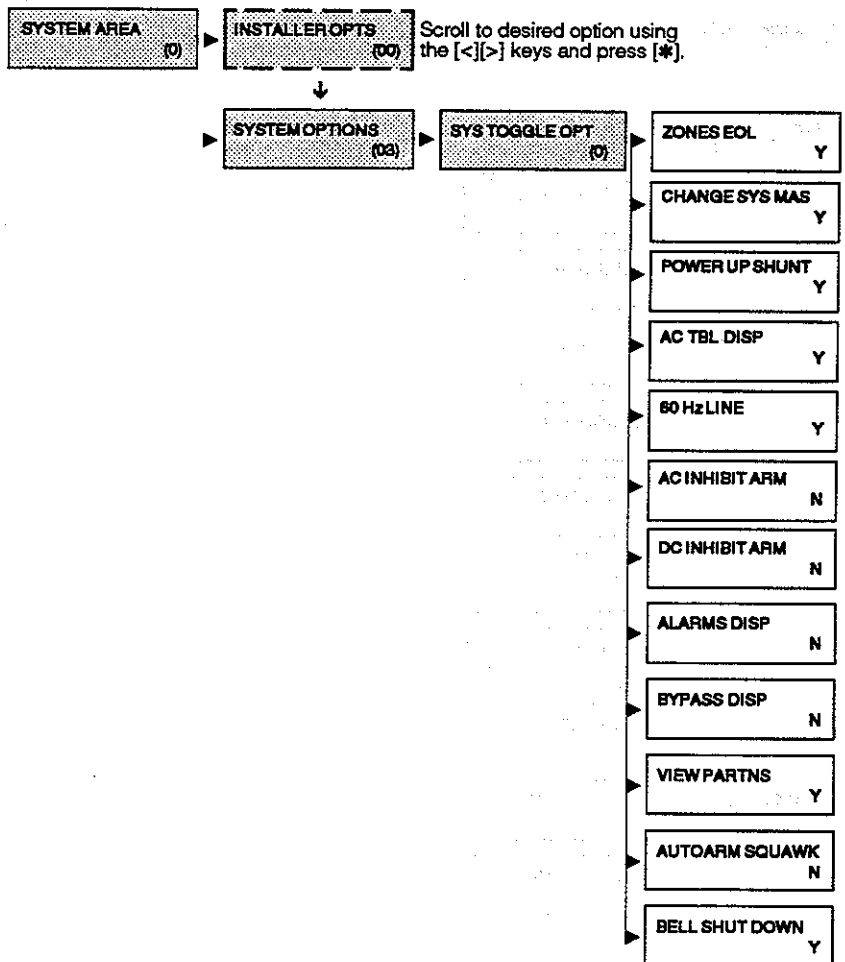 SYSTEM AREA
(0)
INSTALLER OPTS
(00)
Scroll to desired option using
the [<][>] keys and press [✱].
SYSTEM OPTIONS
(03)
SYS TOGGLE OPT
(0)
ZONES EOL
Y
CHANGE SYS MAS
Y
POWER UP SHUNT
Y
AC TBL DISP
Y
60 Hz LINE
Y
AC INHIBIT ARM
N
DC INHIBIT ARM
N
ALARMS DISP
N
BYPASS DISP
N
VIEW PARTNS
Y
AUTOARM SQUAWK
N
BELL SHUT DOWN
Y